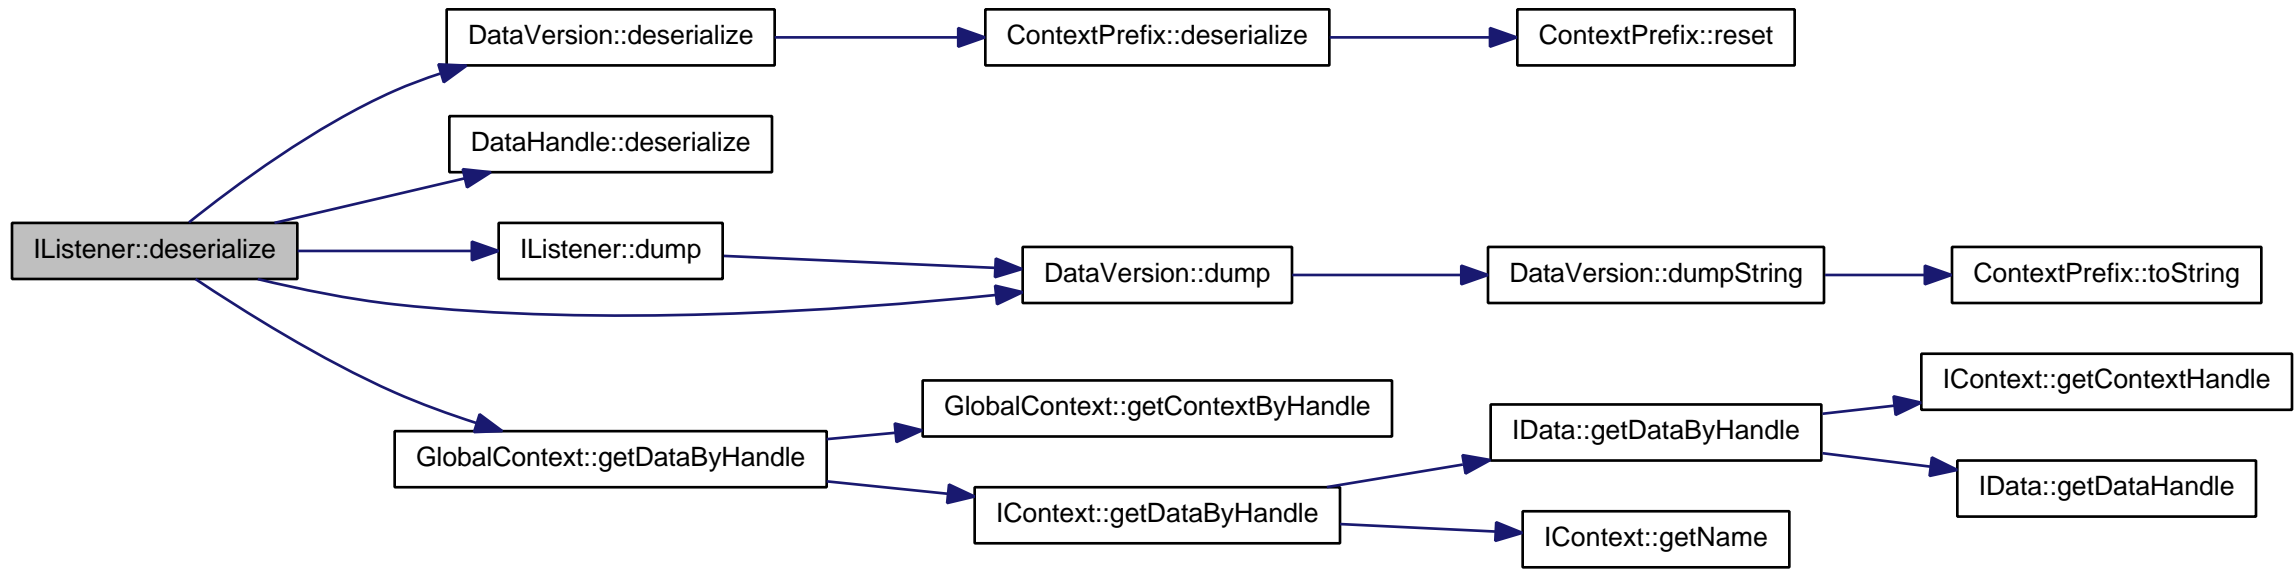 DataVersion::deserialize
ContextPrefix::deserialize
ContextPrefix::reset
DataHandle::deserialize
IListener::deserialize
IListener::dump
DataVersion::dump
DataVersion::dumpString
ContextPrefix::toString
GlobalContext::getDataByHandle
GlobalContext::getContextByHandle
IContext::getDataByHandle
IData::getDataByHandle
IContext::getName
IContext::getContextHandle
IData::getDataHandle